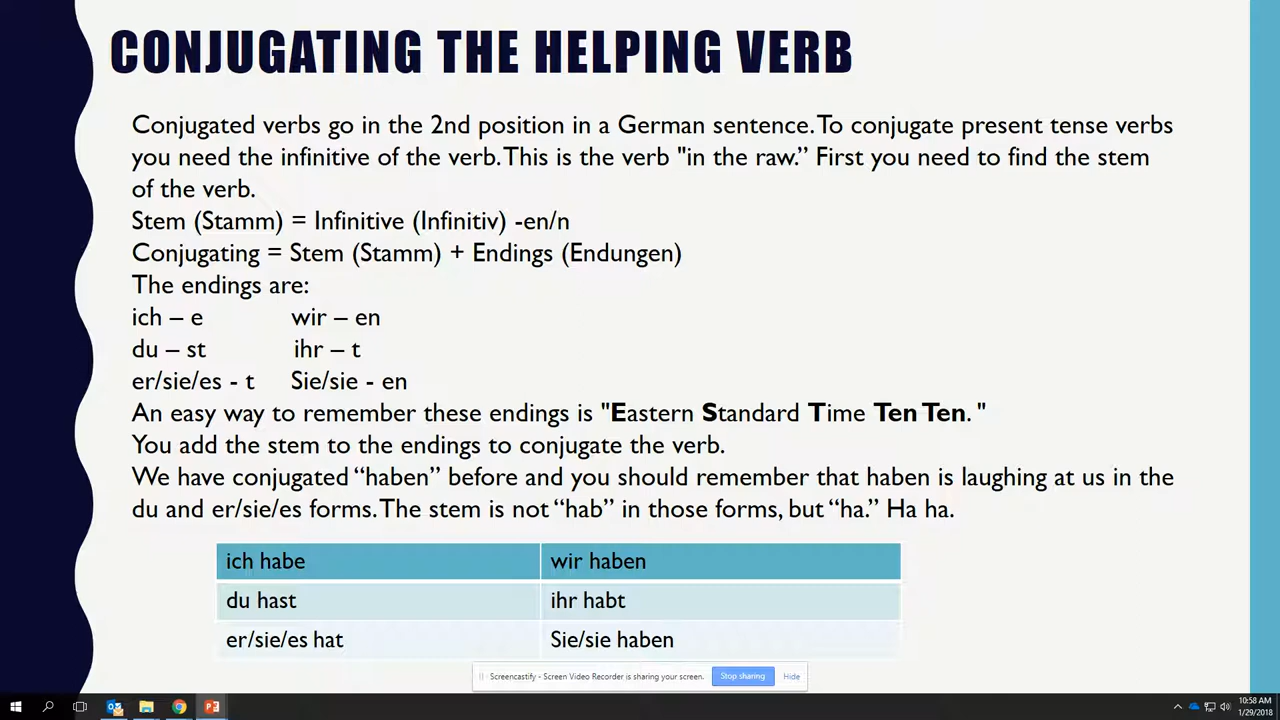 CONJUGATING THE HELPING VERB
Conjugated verbs go in the 2nd position in a German sentence. To conjugate present tense verbs
you need the infinitive of the verb. This is the verb "in the raw.” First you need to find the stem
of the verb.
Stem (Stamm) = Infinitive (Infinitiv) -en/n
Conjugating = Stem (Stamm) + Endings (Endungen)
The endings are:
ich – e wir – en
du – st ihr – t
er/sie/es - t Sie/sie - en
An easy way to remember these endings is "Eastern Standard Time Ten Ten. "
You add the stem to the endings to conjugate the verb.
We have conjugated “haben” before and you should remember that haben is laughing at us in the
du and er/sie/es forms. The stem is not “hab” in those forms, but “ha.” Ha ha.
ich habe wir haben
du hast ihr habt
er/sie/es hat Sie/sie haben
Screencastify - Screen Video Recorder is sharing your screen. Stop sharing Hide
10:58 AM
1/29/2018